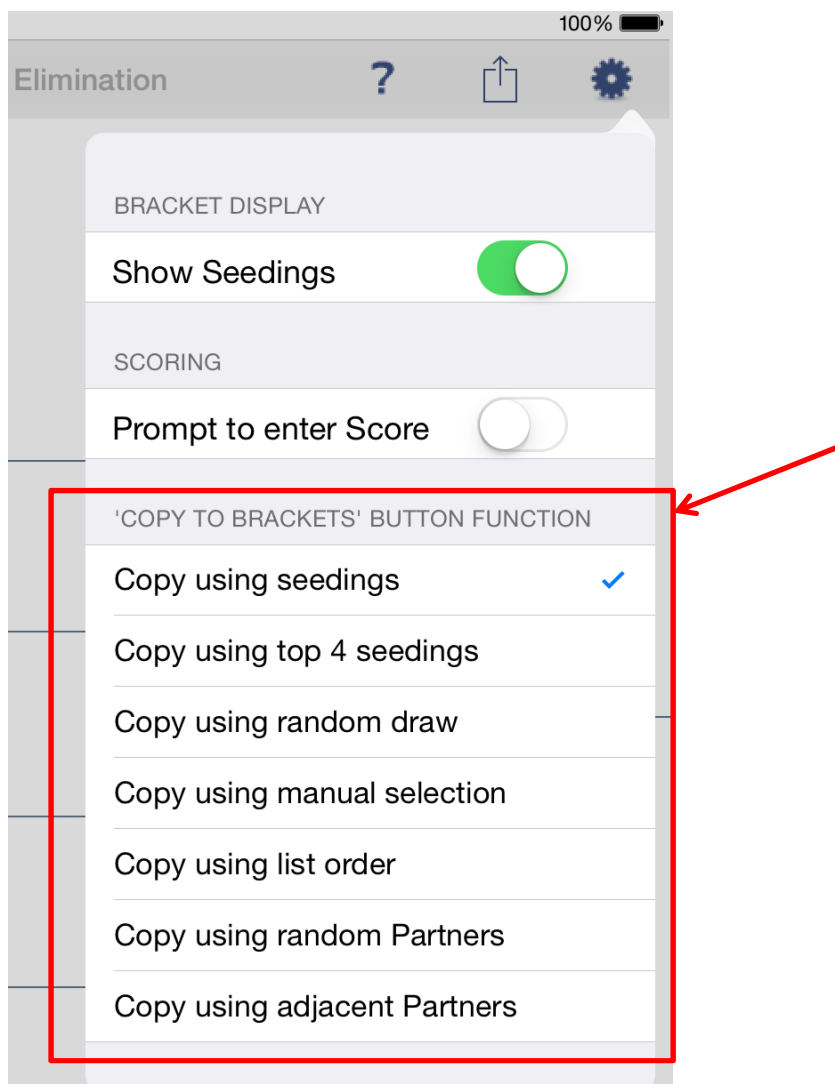 100%
Elimination ?
BRACKET DISPLAY
Show Seedings
SCORING
Prompt to enter Score
'COPY TO BRACKETS' BUTTON FUNCTION
Copy using seedings
Copy using top 4 seedings
Copy using random draw
Copy using manual selection
Copy using list order
Copy using random Partners
Copy using adjacent Partners